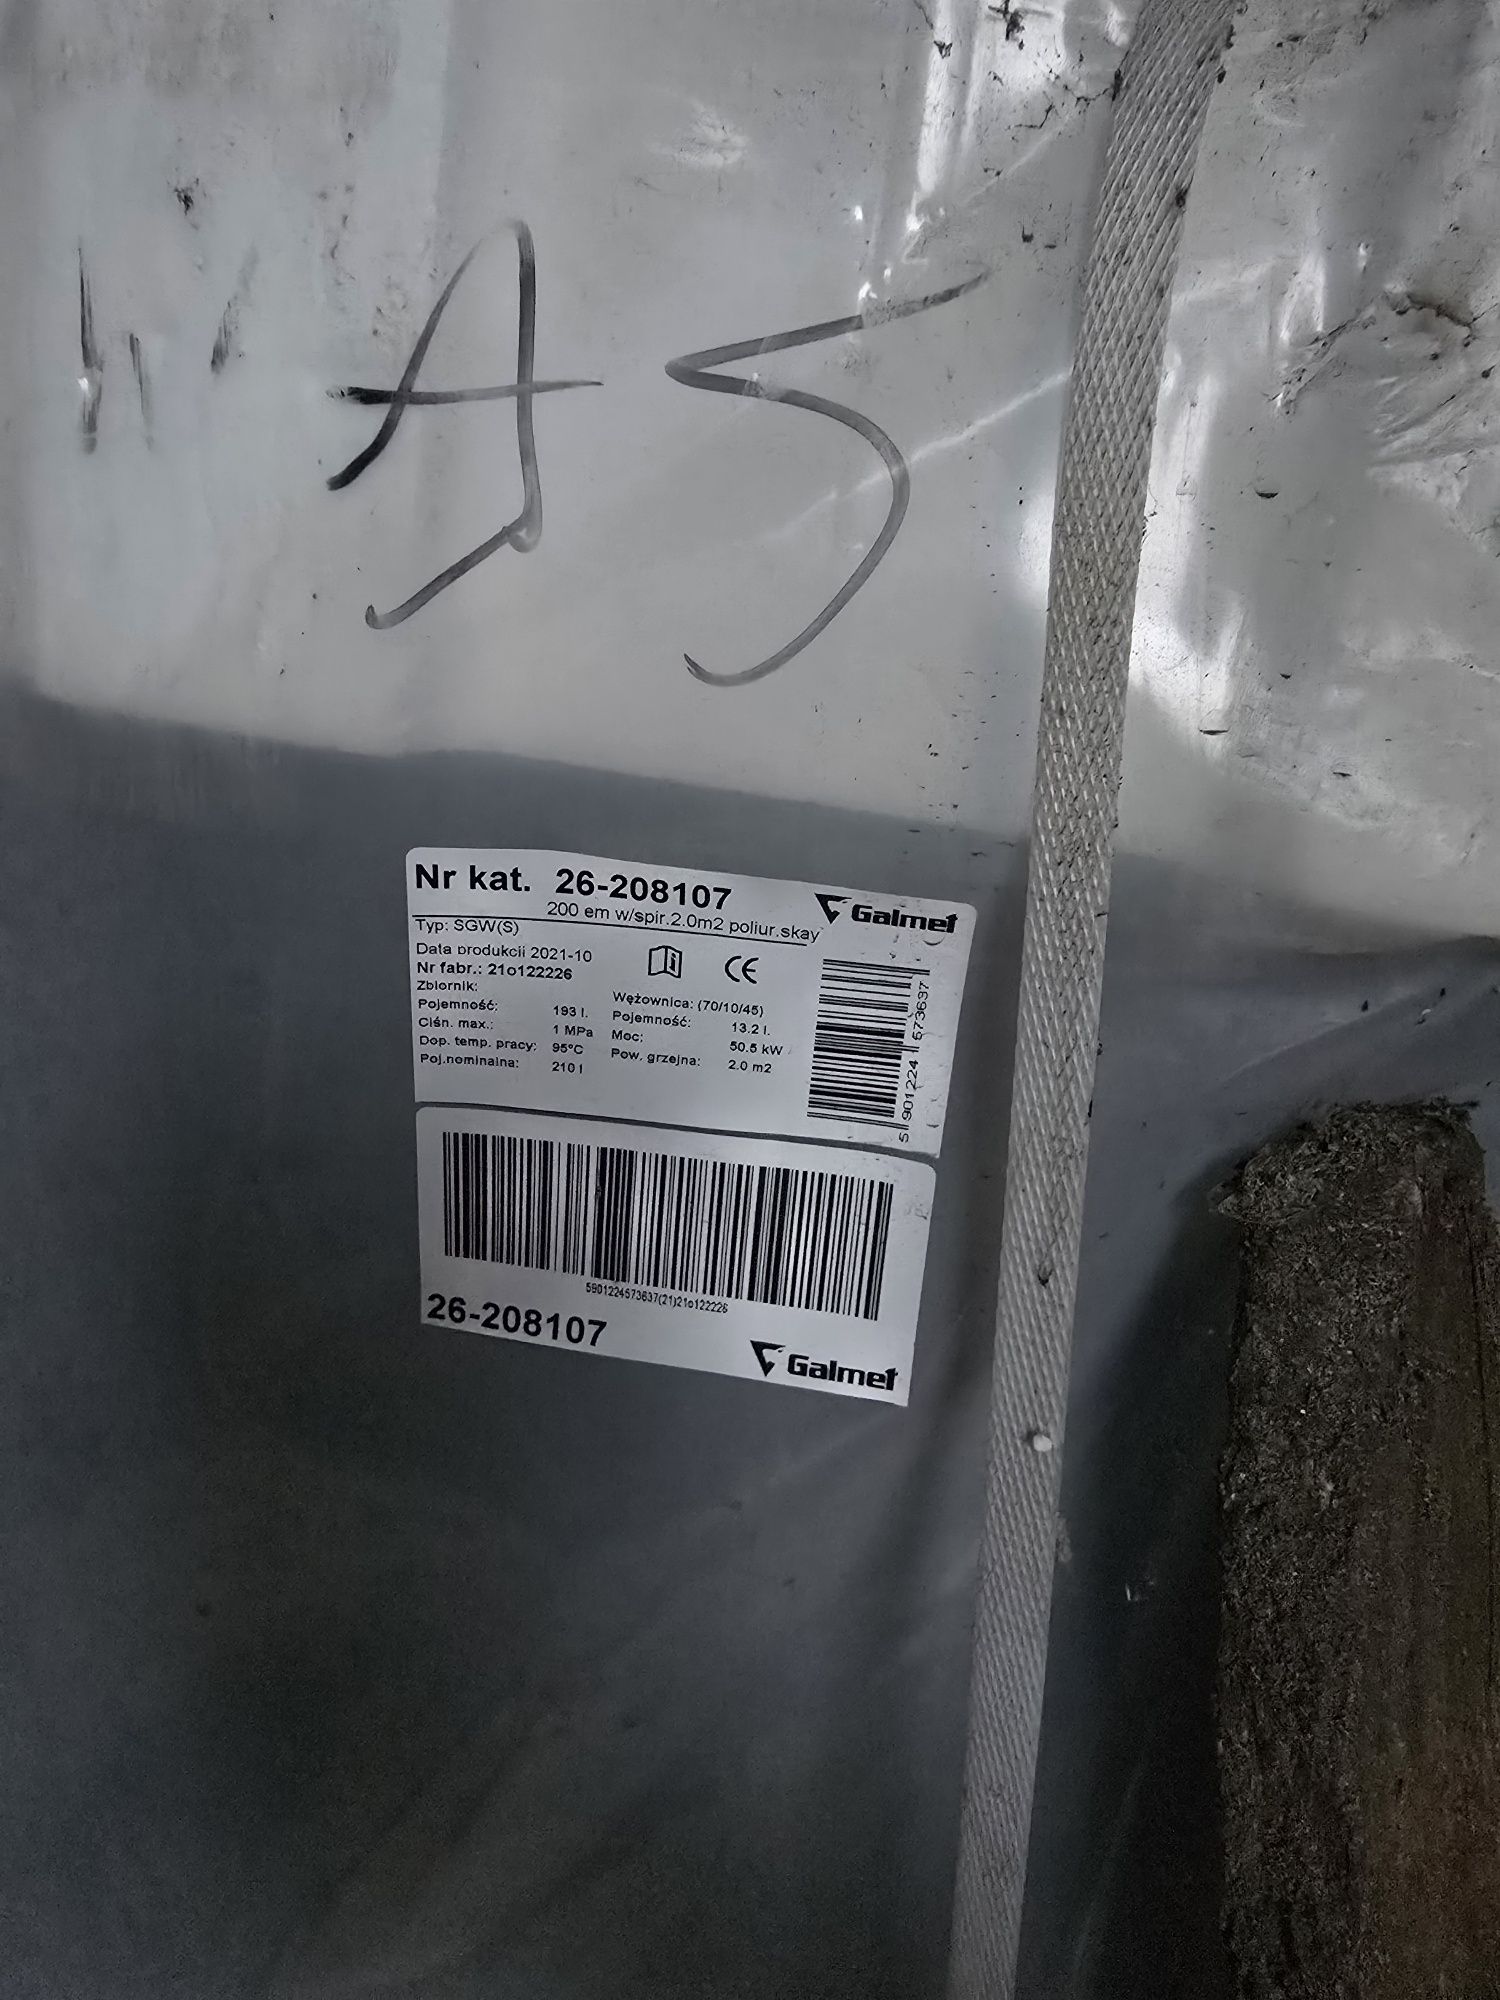 A5
Nr kat. 26-208107
Galmet
200 em w/spir.2.0m2 poliur.skay
Typ: SGW(S)
Data produkcji 2021-10
Nr fabr.: 21o122226
CE
Zbiornik:
Pojemność: 193 l.
Ciśn. max.: 1 MPa
Dop. temp. pracy: 95°C
Poj.nominalna: 210 l
Wężownica: (70/10/45)
Pojemność: 13.2 l.
Moc: 50.5 kW
Pow. grzejna: 2.0 m2
5 901224 573637
5901224573637(21)21o122226
26-208107
Galmet